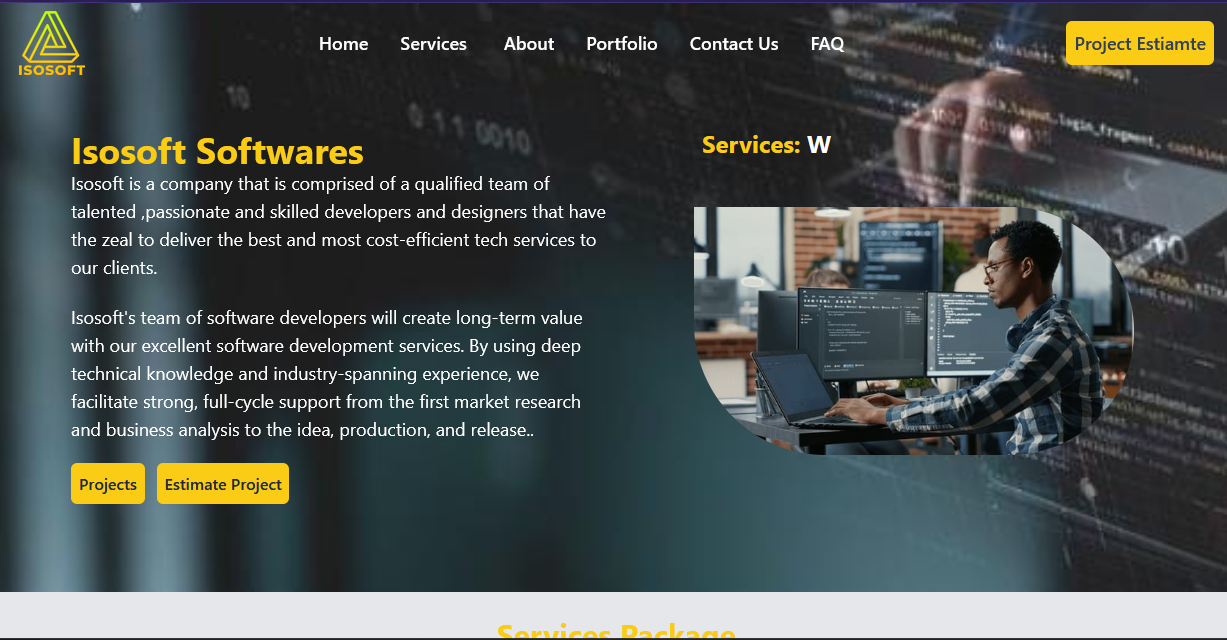 ISOSOFT
Home Services About Portfolio Contact Us FAQ
Project Estiamte
Isosoft Softwares
Isosoft is a company that is comprised of a qualified team of
talented ,passionate and skilled developers and designers that have
the zeal to deliver the best and most cost-efficient tech services to
our clients.
Isosoft's team of software developers will create long-term value
with our excellent software development services. By using deep
technical knowledge and industry-spanning experience, we
facilitate strong, full-cycle support from the first market research
and business analysis to the idea, production, and release..
Projects Estimate Project
Services: W
10
0 1 1 0010
Services Package